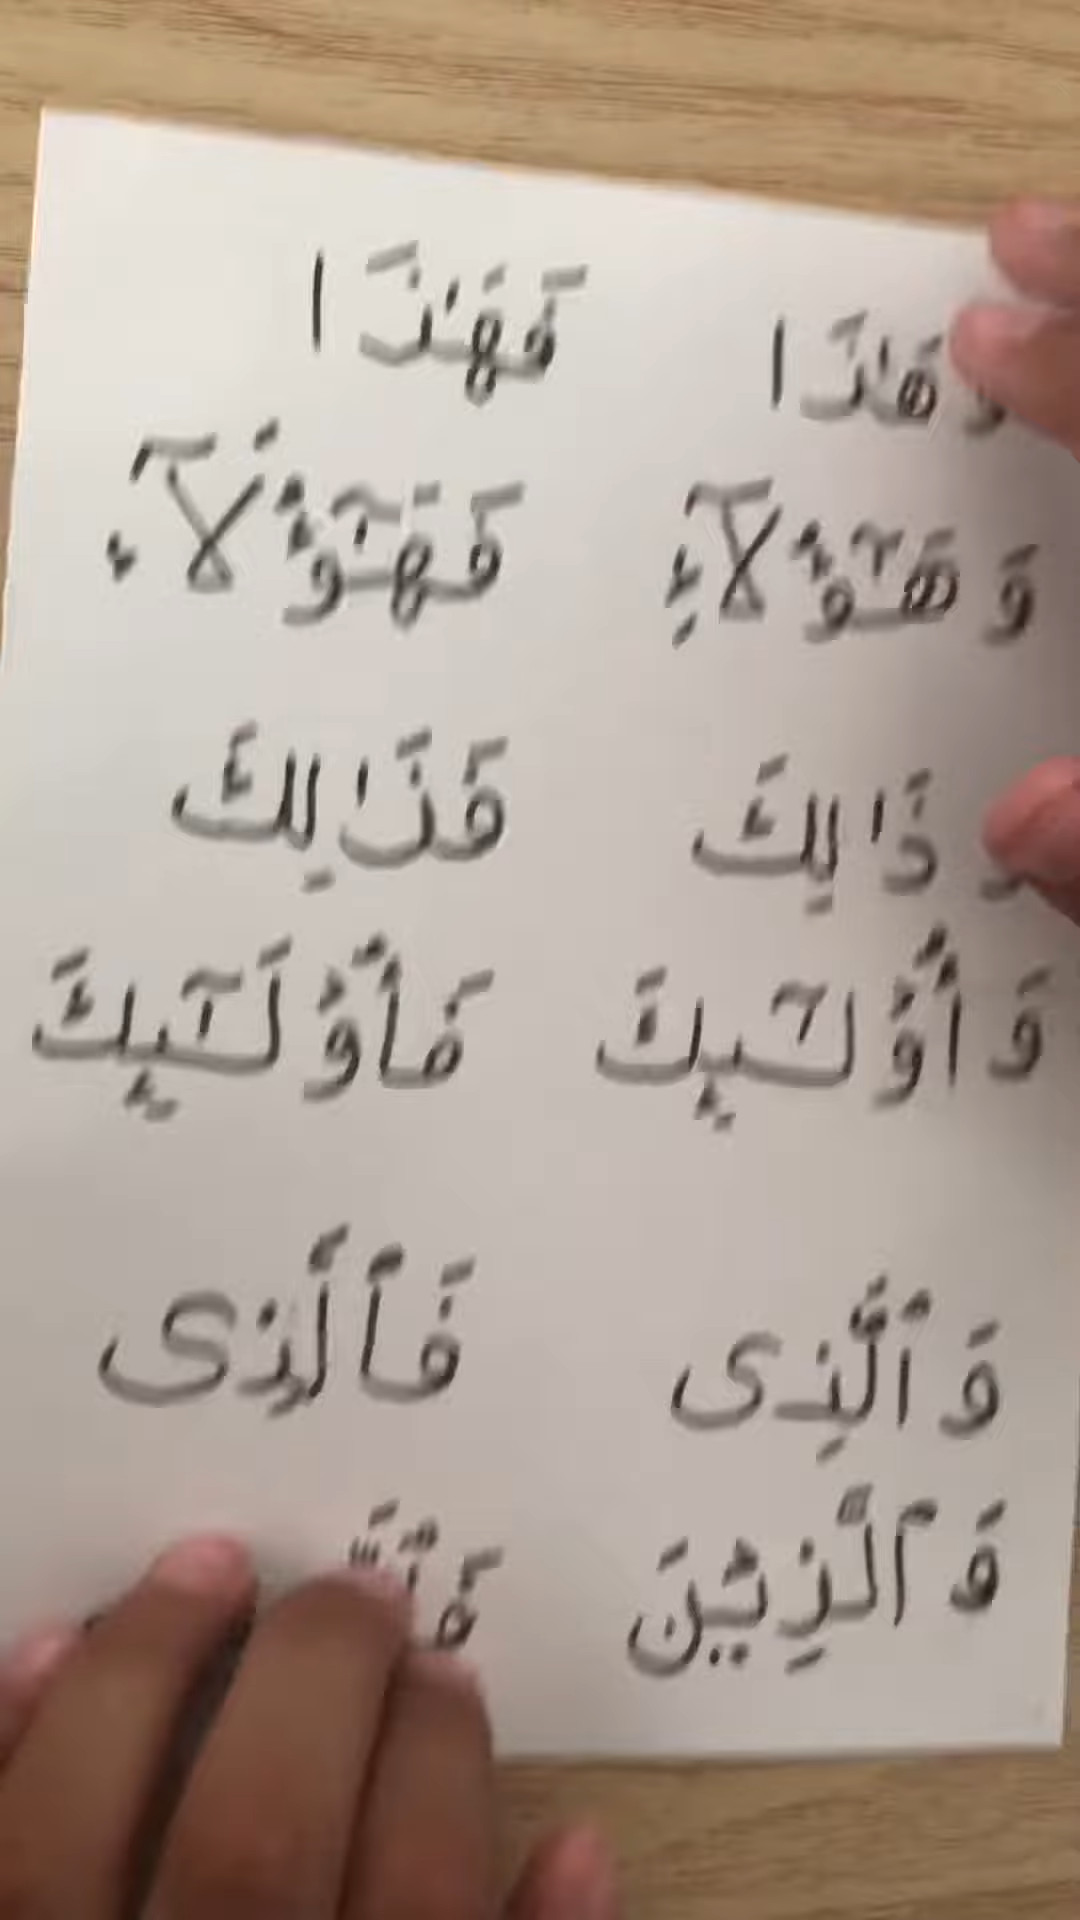 وَهَٰذَا فَهَٰذَا
وَهَٰٓؤُلَآءِ فَهَٰٓؤُلَآءِ
ذَٰلِكَ فَذَٰلِكَ
وَأُوْلَٰٓئِكَ فَأُوْلَٰٓئِكَ
وَٱلَّذِى فَٱلَّذِى
وَٱلَّذِينَ